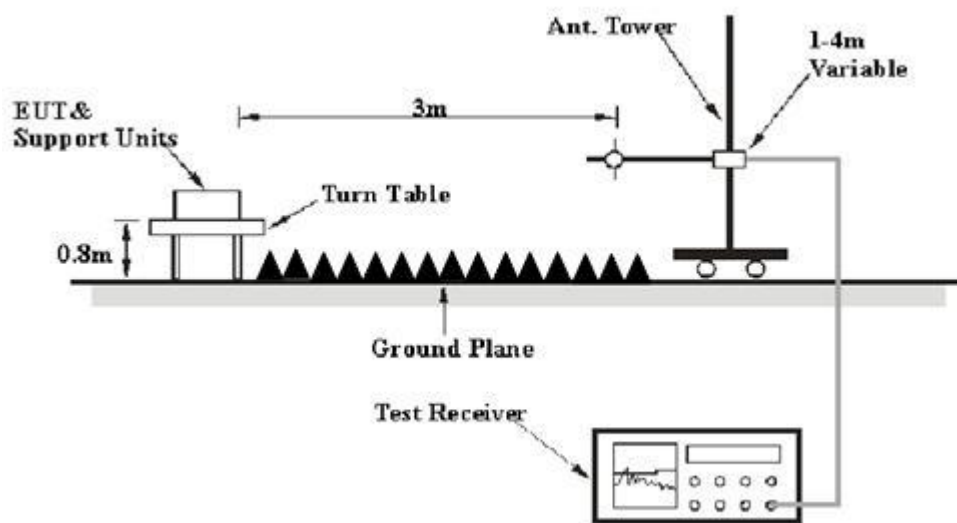 Ant. Tower
1-4m
Variable
3m
EUT&
Support Units
Turn Table
0.8m
Ground Plane
Test Receiver